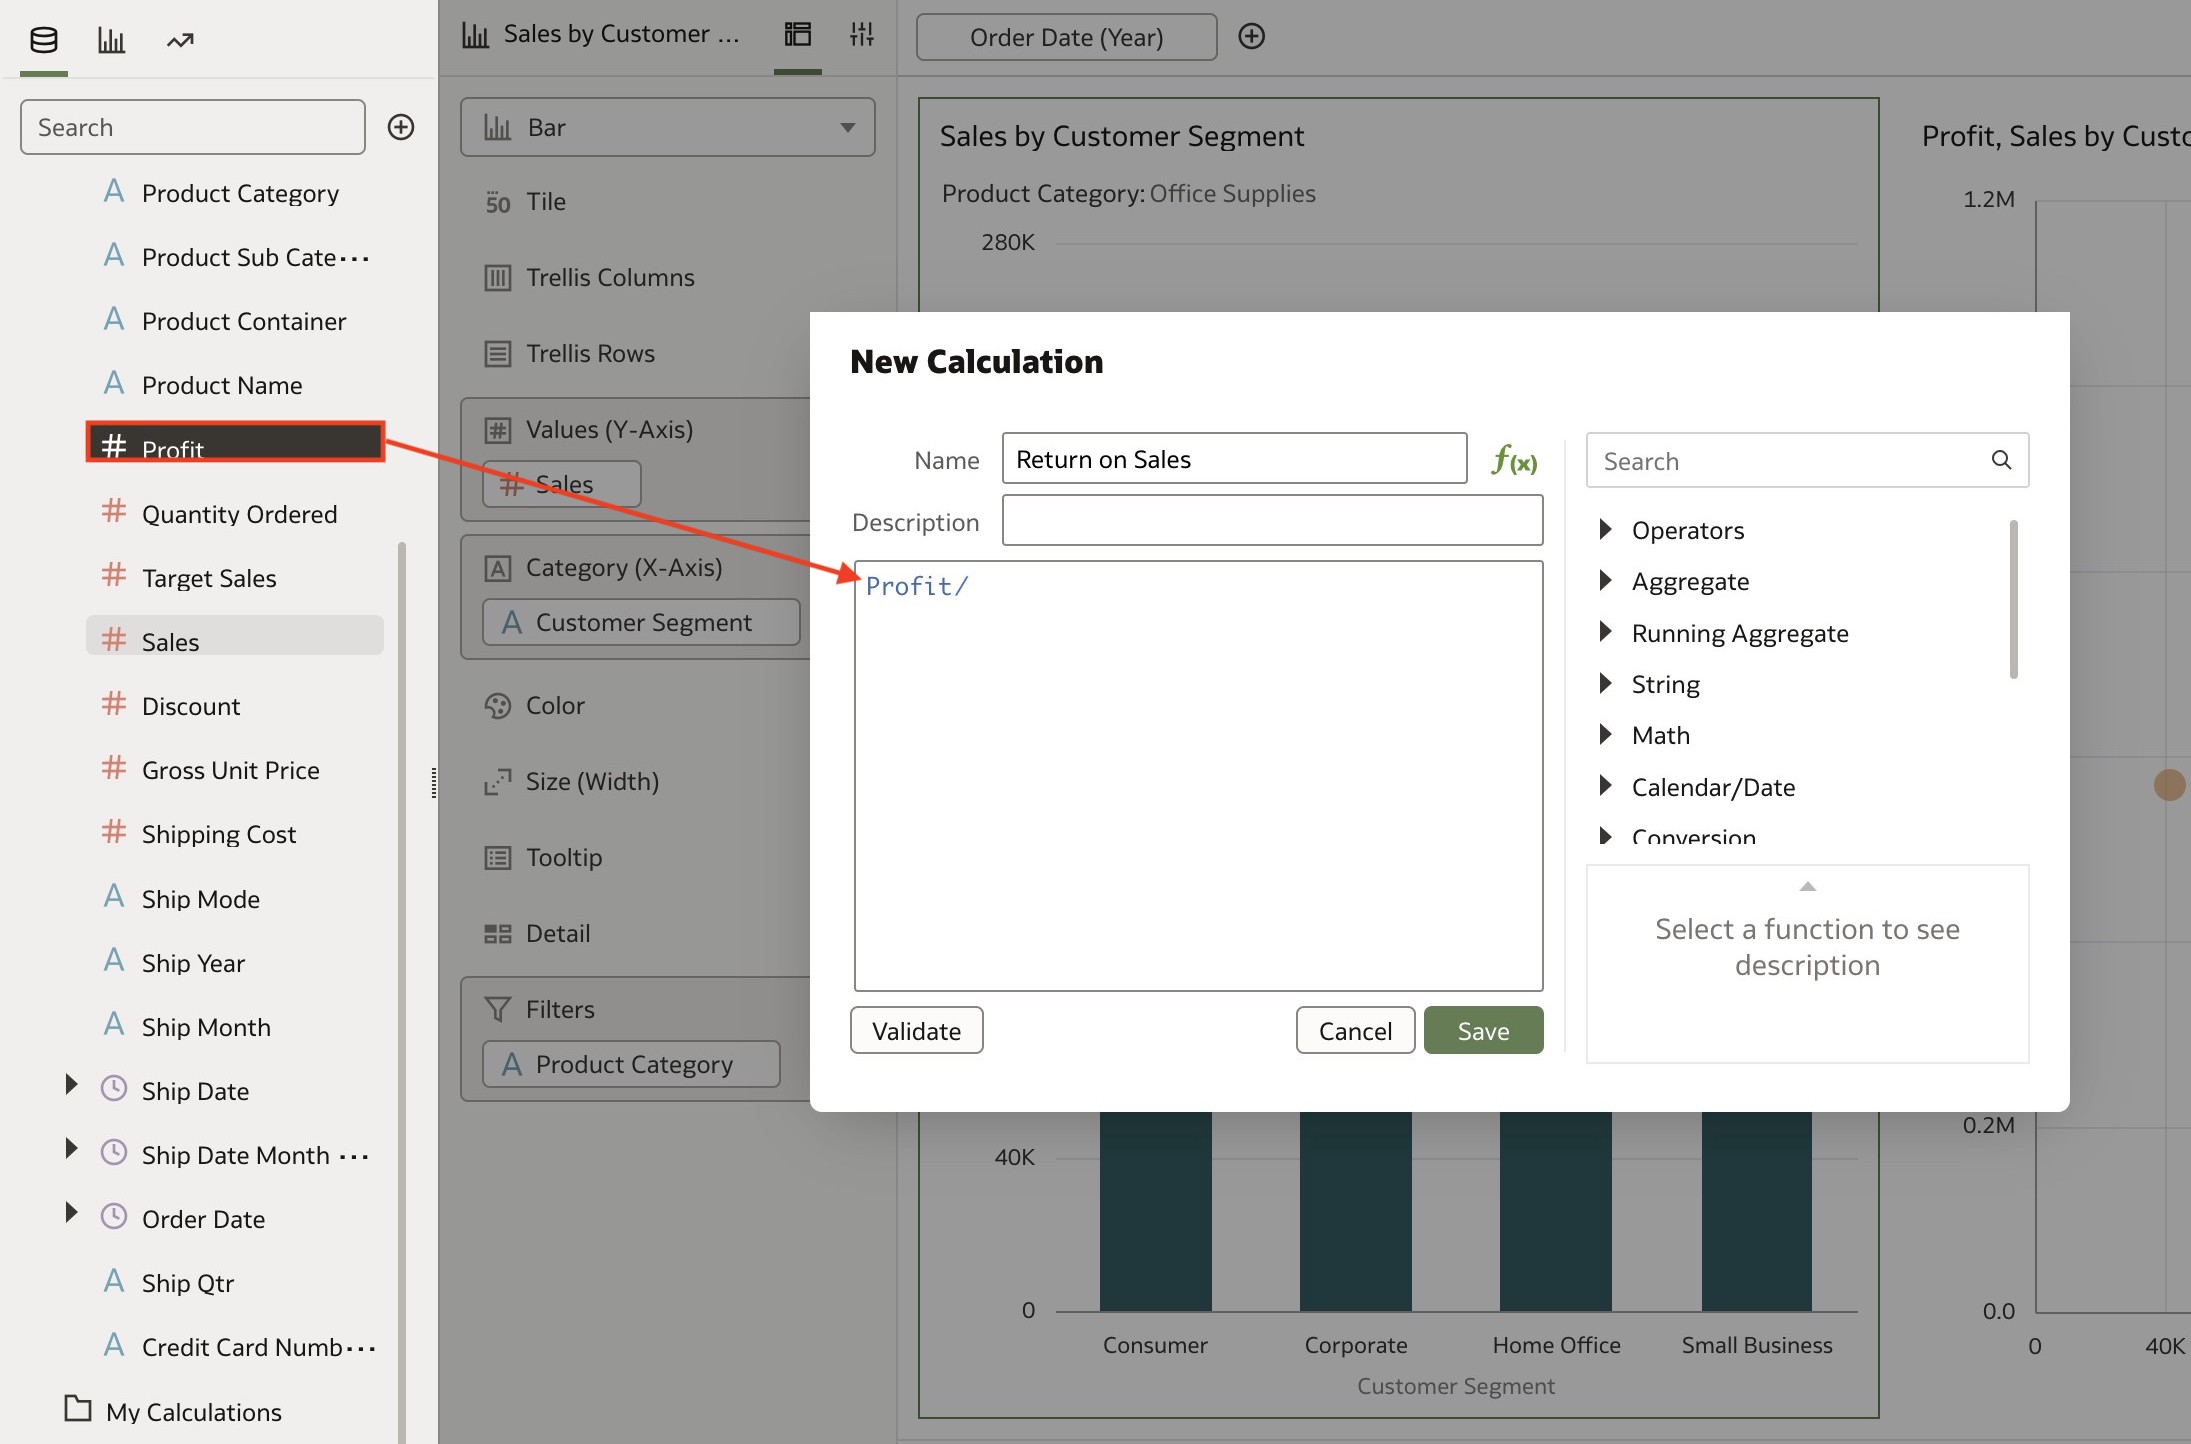 Search
Product Category
Product Sub Cate...
Product Container
Product Name
# Profit
# Quantity Ordered
# Target Sales
# Sales
# Discount
# Gross Unit Price
# Shipping Cost
Ship Mode
Ship Year
Ship Month
Ship Date
Ship Date Month ...
Order Date
Ship Qtr
Credit Card Numb...
My Calculations
Sales by Customer ...
Bar
50 Tile
Trellis Columns
Trellis Rows
# Values (Y-Axis)
# Sales
A Category (X-Axis)
A Customer Segment
Color
Size (Width)
Tooltip
Detail
Filters
A Product Category
Order Date (Year)
Sales by Customer Segment
Product Category: Office Supplies
280K
40K
0
Consumer
Corporate
Home Office
Small Business
Customer Segment
Profit, Sales by Custo
1.2M
0.2M
0.0
0
40K
New Calculation
Name
Return on Sales
f(x)
Description
Profit/
Validate
Cancel
Save
Search
Operators
Aggregate
Running Aggregate
String
Math
Calendar/Date
Conversion
Select a function to see
description